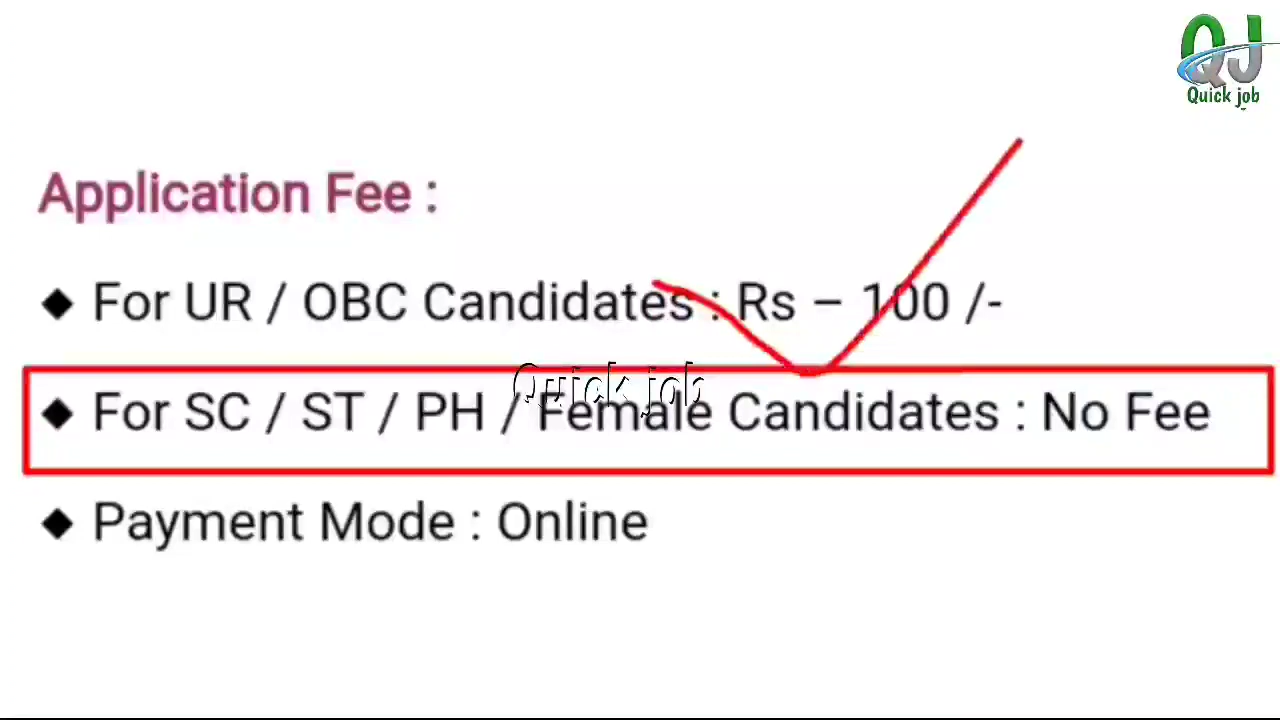 QJ
Quick job
Application Fee :
◆ For UR / OBC Candidates : Rs – 100 /-
Quick job
◆ For SC / ST / PH / Female Candidates : No Fee
◆ Payment Mode : Online